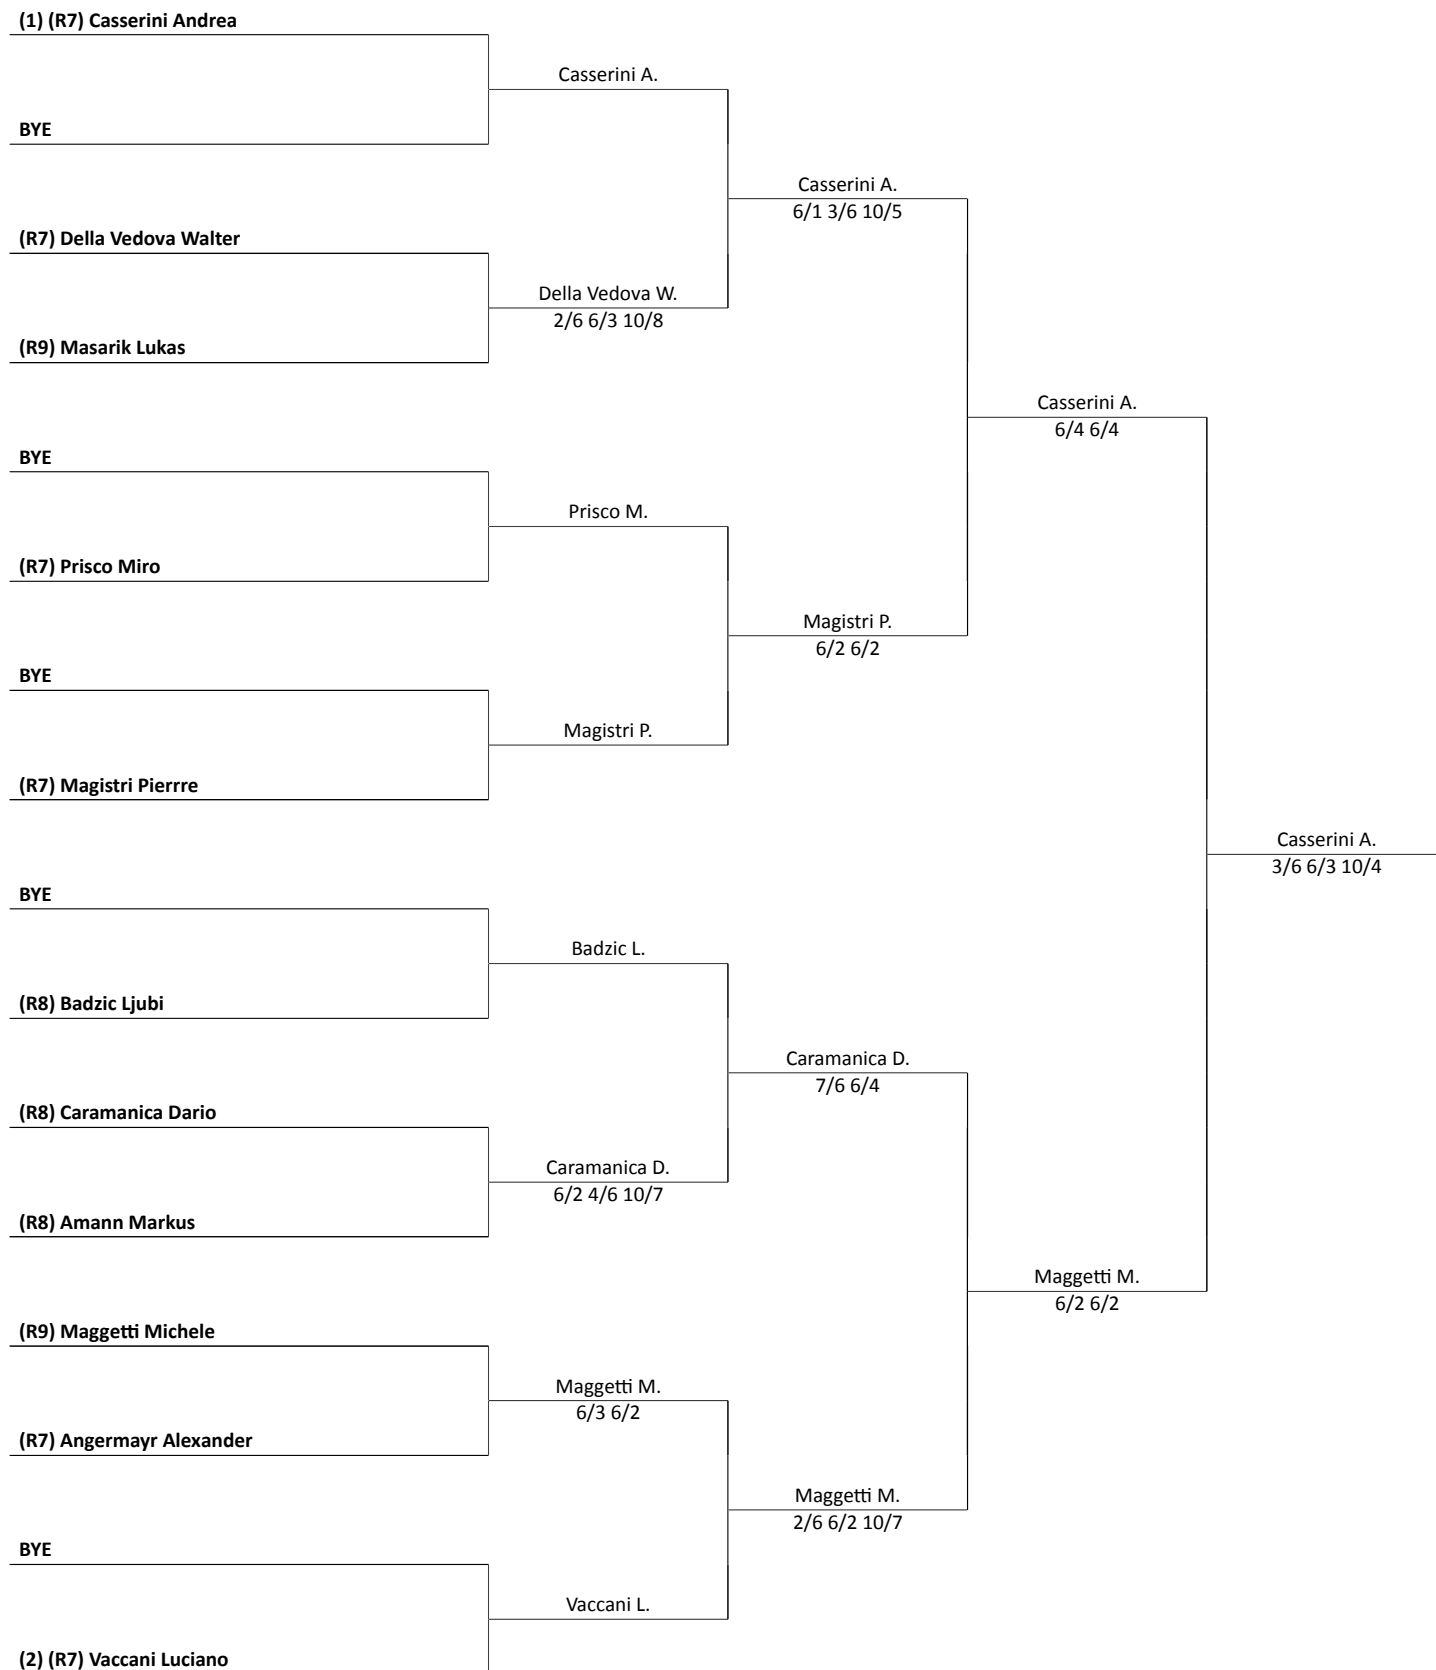 (1) (R7) Casserini Andrea
Casserini A.
BYE
Casserini A.
6/1 3/6 10/5
(R7) Della Vedova Walter
Della Vedova W.
2/6 6/3 10/8
(R9) Masarik Lukas
Casserini A.
6/4 6/4
BYE
Prisco M.
(R7) Prisco Miro
Magistri P.
6/2 6/2
BYE
Magistri P.
(R7) Magistri Pierrre
Casserini A.
3/6 6/3 10/4
BYE
Badzic L.
(R8) Badzic Ljubi
Caramanica D.
7/6 6/4
(R8) Caramanica Dario
Caramanica D.
6/2 4/6 10/7
(R8) Amann Markus
Maggetti M.
6/2 6/2
(R9) Maggetti Michele
Maggetti M.
6/3 6/2
(R7) Angermayr Alexander
Maggetti M.
2/6 6/2 10/7
BYE
Vaccani L.
(2) (R7) Vaccani Luciano